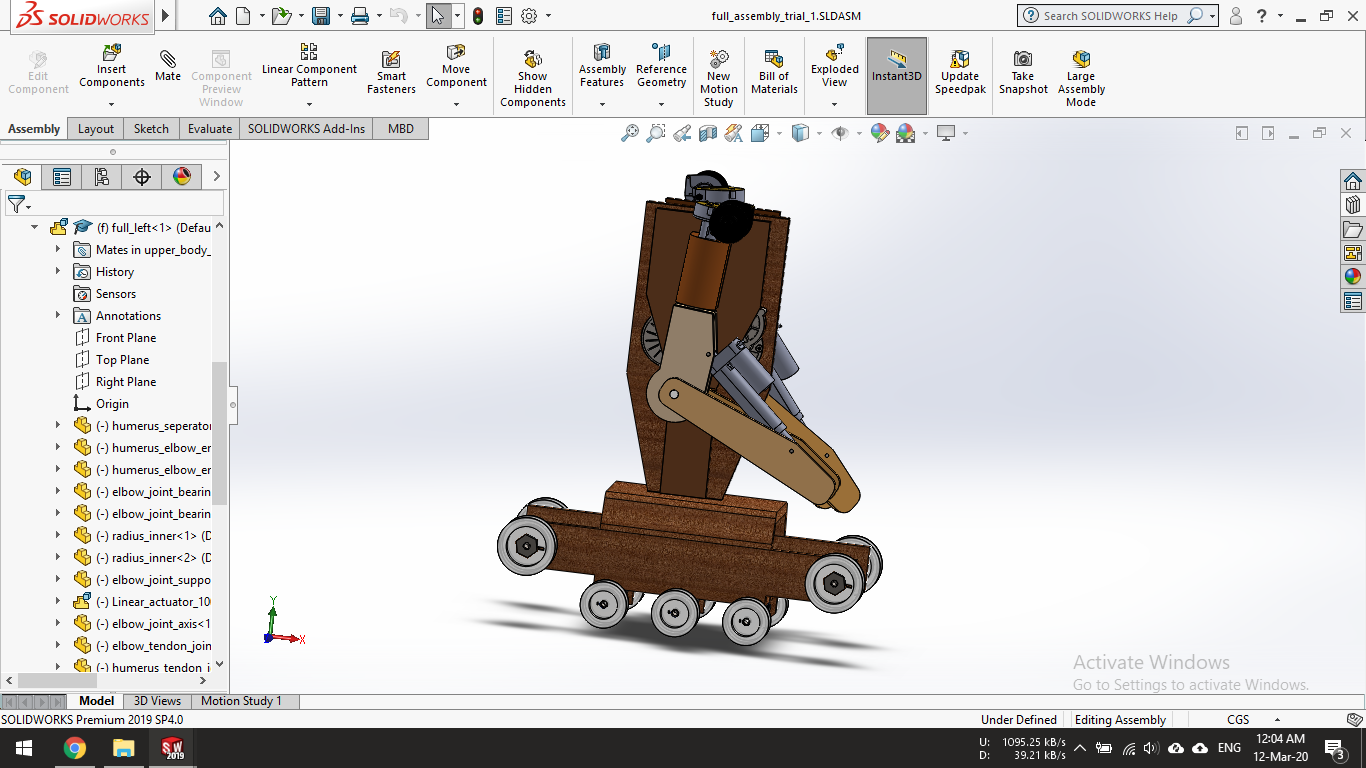 SOLIDWORKS
full_assembly_trial_1.SLDASM
Search SOLIDWORKS Help
?
Edit
Component
Insert
Components
Mate
Component
Preview
Window
Linear Component
Pattern
Smart
Fasteners
Move
Component
Show
Hidden
Components
Assembly
Features
Reference
Geometry
New
Motion
Study
Bill of
Materials
Exploded
View
Instant3D
Update
Speedpak
Take
Snapshot
Large
Assembly
Mode
Assembly
Layout
Sketch
Evaluate
SOLIDWORKS Add-Ins
MBD
(f) full_left<1> (Defau
Mates in upper_body_
History
Sensors
Annotations
Front Plane
Top Plane
Right Plane
Origin
(-) humerus_seperator
(-) humerus_elbow_er
(-) humerus_elbow_er
(-) elbow_joint_bearin
(-) elbow_joint_bearin
(-) radius_inner<1> (D
(-) radius_inner<2> (D
(-) elbow_joint_suppo
(-) Linear_actuator_10
(-) elbow_joint_axis<1
(-) elbow_tendon_join
(-) humerus_tendon_j
Y
X
Activate Windows
Go to Settings to activate Windows.
Model
3D Views
Motion Study 1
SOLIDWORKS Premium 2019 SP4.0
Under Defined
Editing Assembly
CGS
SW
2019
U: 1095.25 kB/s
D: 39.21 kB/s
ENG
12:04 AM
12-Mar-20
3